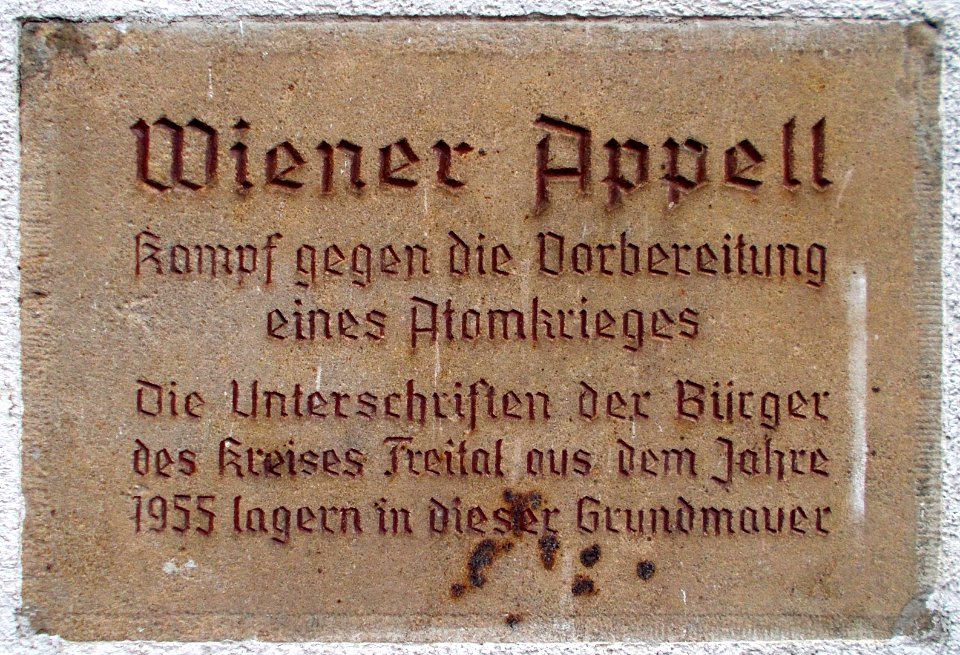 Wiener Appell
Kampf gegen die Vorbereitung
eines Atomkrieges
Die Unterschriften der Bürger
des Kreises Freital aus dem Jahre
1955 lagern in dieser Grundmauer